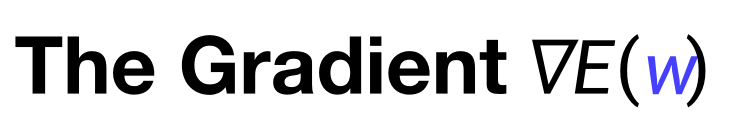 The Gradient ∇E(w)